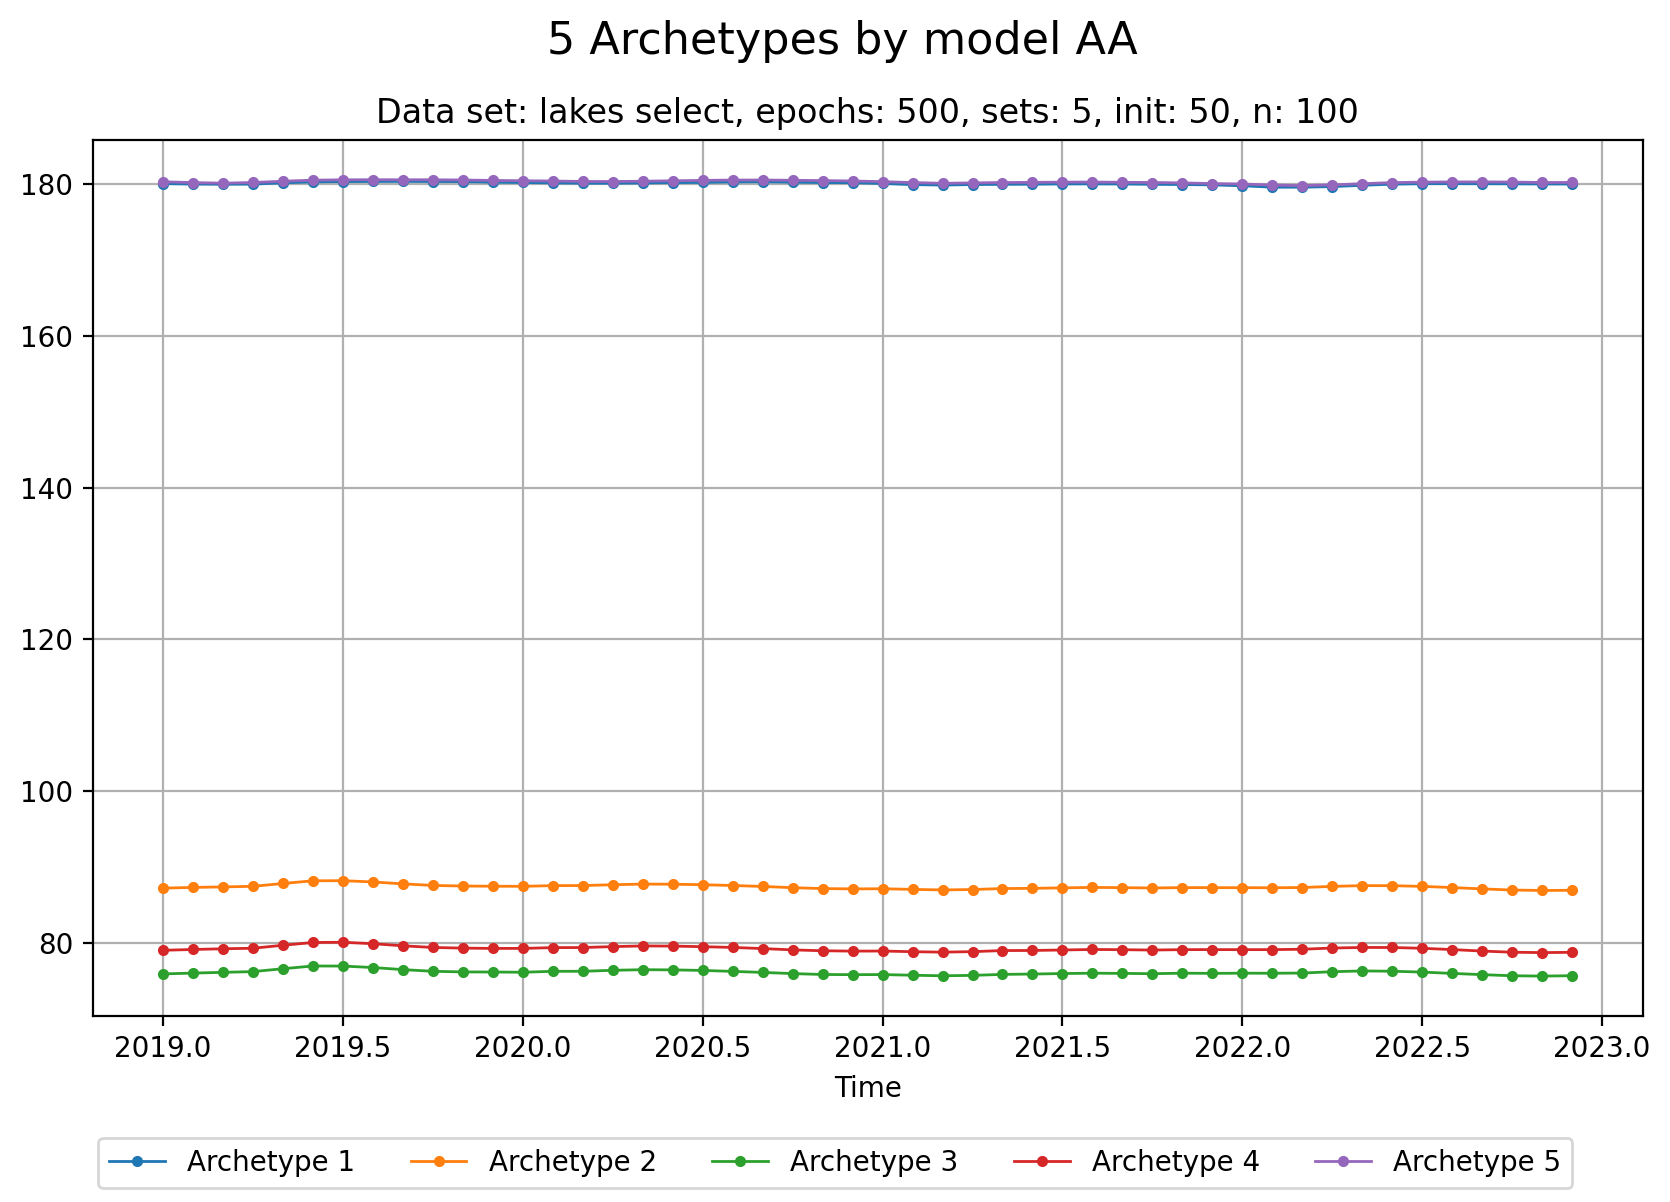 5 Archetypes by model AA
Data set: lakes select, epochs: 500, sets: 5, init: 50, n: 100
180
160
140
120
100
80
2019.0 2019.5 2020.0 2020.5 2021.0 2021.5 2022.0 2022.5 2023.0
Time
Archetype 1 Archetype 2 Archetype 3 Archetype 4 Archetype 5